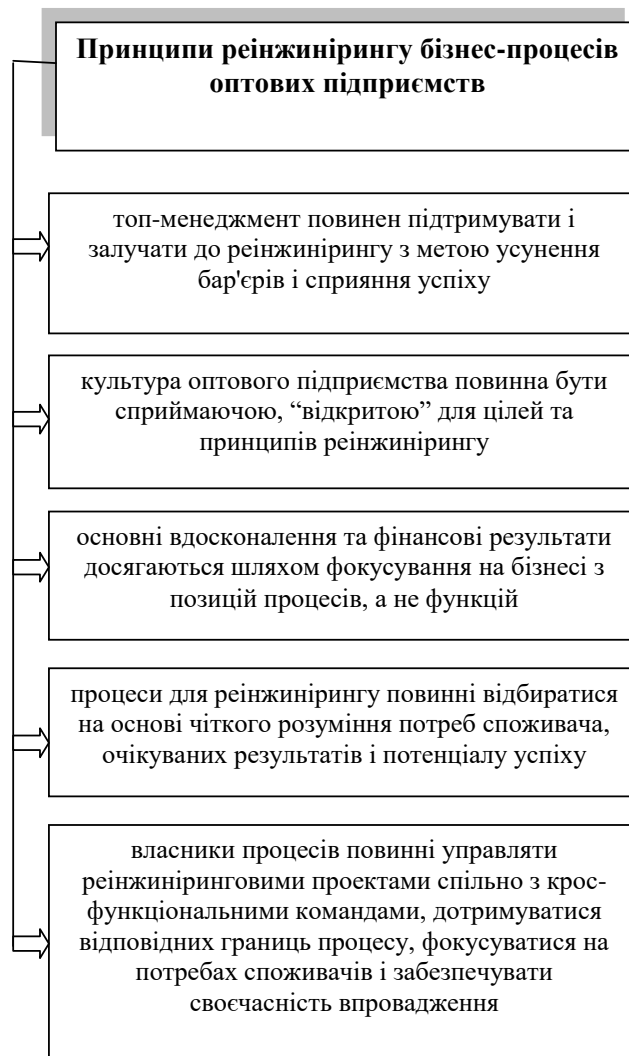 Принципи реінжинірингу бізнес-процесів
оптових підприємств
топ-менеджмент повинен підтримувати і
залучати до реінжинірингу з метою усунення
бар'єрів і сприяння успіху
культура оптового підприємства повинна бути
сприймаючою, “відкритою” для цілей та
принципів реінжинірингу
основні вдосконалення та фінансові результати
досягаються шляхом фокусування на бізнесі з
позицій процесів, а не функцій
процеси для реінжинірингу повинні відбиратися
на основі чіткого розуміння потреб споживача,
очікуваних результатів і потенціалу успіху
власники процесів повинні управляти
реінжиніринговими проектами спільно з крос-
функціональними командами, дотримуватися
відповідних границь процесу, фокусуватися на
потребах споживачів і забезпечувати
своєчасність впровадження